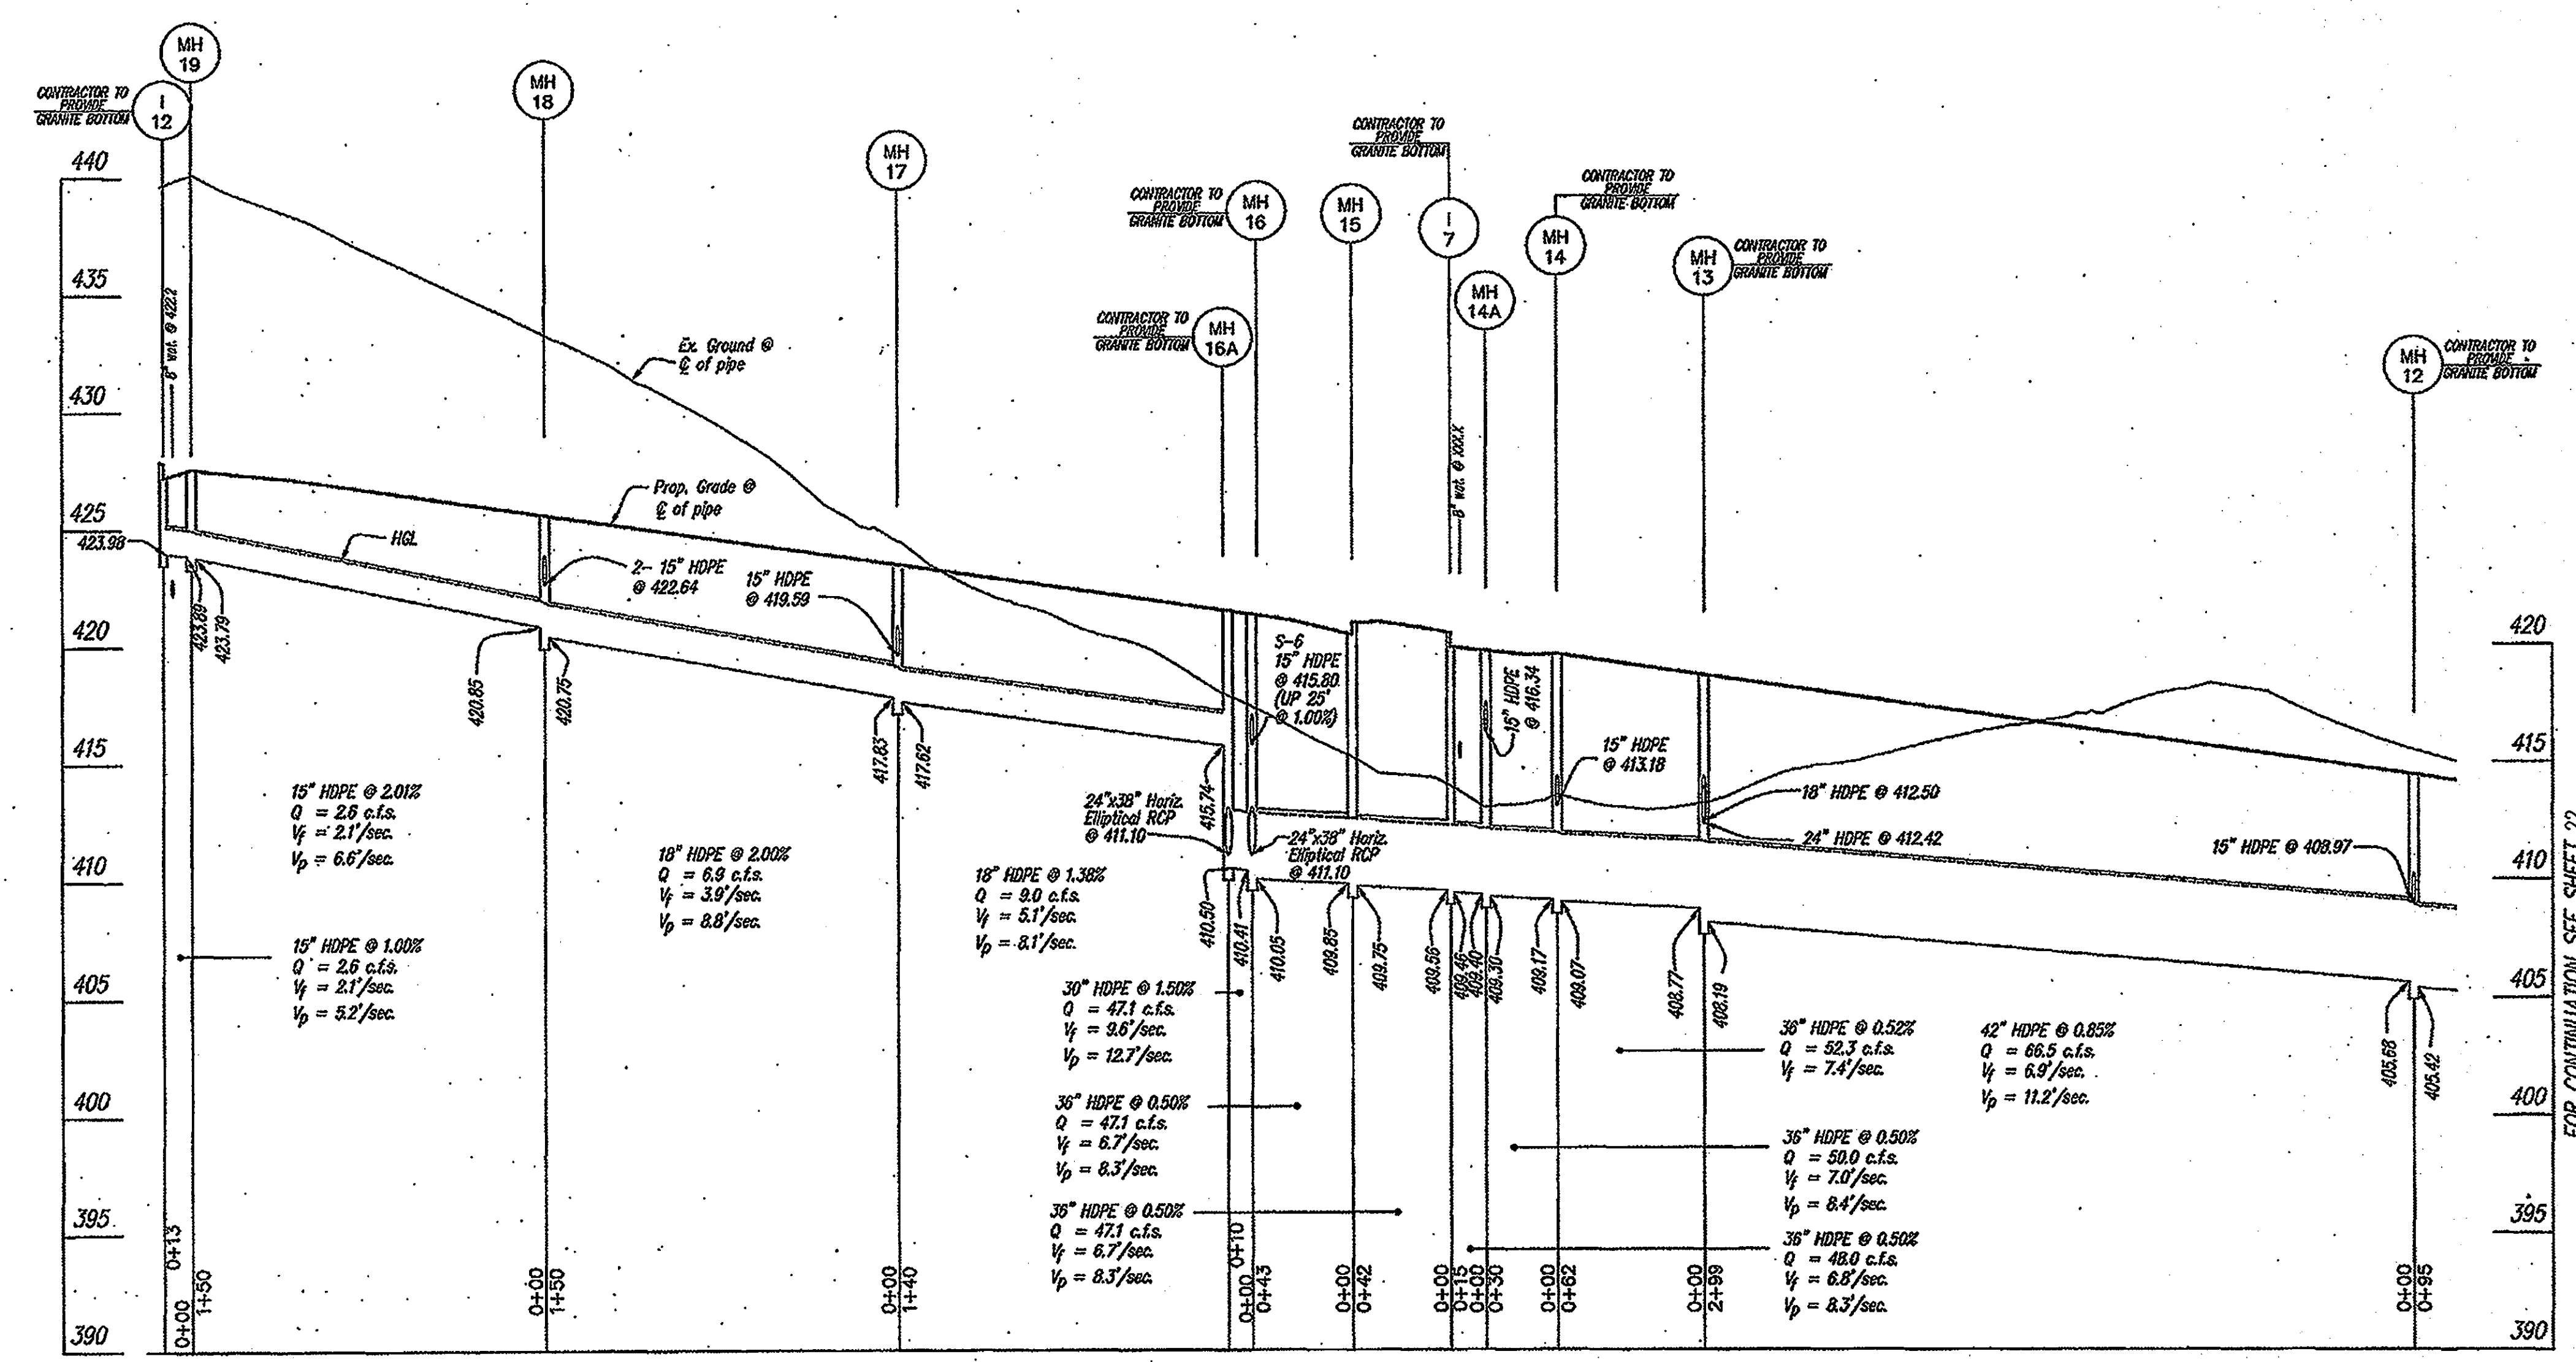 MH
19
CONTRACTOR TO
PROVIDE
GRANITE BOTTOM
I
12
MH
18
MH
17
CONTRACTOR TO
PROVIDE
GRANITE BOTTOM
MH
16
CONTRACTOR TO
PROVIDE
GRANITE BOTTOM
MH
16A
MH
15
CONTRACTOR TO
PROVIDE
GRANITE BOTTOM
I
7
MH
14A
CONTRACTOR TO
PROVIDE
GRANITE BOTTOM
MH
14
MH
13
CONTRACTOR TO
PROVIDE
GRANITE BOTTOM
MH
12
CONTRACTOR TO
PROVIDE
GRANITE BOTTOM
440
435
430
425
420
415
410
405
400
395
390
8" wat. @ 422.2
Ex. Ground @
℄ of pipe
Prop. Grade @
℄ of pipe
HGL
423.98
423.89
423.79
2- 15" HDPE
@ 422.64
15" HDPE
@ 419.59
420.85
420.75
417.83
417.62
415.74
S-6
15" HDPE
@ 415.80
(UP 25'
@ 1.00%)
8" wat. @ XXX.X
15" HDPE
@ 416.34
15" HDPE
@ 413.18
18" HDPE @ 412.50
24" HDPE @ 412.42
15" HDPE @ 408.97
24"x38" Horiz.
Elliptical RCP
@ 411.10
24"x38" Horiz.
Elliptical RCP
@ 411.10
410.50
410.41
410.05
409.85
409.75
409.56
409.46
409.40
409.30
409.17
409.07
408.77
408.19
405.68
405.42
15" HDPE @ 2.01%
Q = 2.6 c.f.s.
Vf = 2.1'/sec.
Vp = 6.6'/sec.
15" HDPE @ 1.00%
Q = 2.6 c.f.s.
Vf = 2.1'/sec.
Vp = 5.2'/sec.
18" HDPE @ 2.00%
Q = 6.9 c.f.s.
Vf = 3.9'/sec.
Vp = 8.8'/sec.
18" HDPE @ 1.38%
Q = 9.0 c.f.s.
Vf = 5.1'/sec.
Vp = 8.1'/sec.
30" HDPE @ 1.50%
Q = 47.1 c.f.s.
Vf = 9.6'/sec.
Vp = 12.7'/sec.
36" HDPE @ 0.50%
Q = 47.1 c.f.s.
Vf = 6.7'/sec.
Vp = 8.3'/sec.
36" HDPE @ 0.50%
Q = 47.1 c.f.s.
Vf = 6.7'/sec.
Vp = 8.3'/sec.
36" HDPE @ 0.52%
Q = 52.3 c.f.s.
Vf = 7.4'/sec.
42" HDPE @ 0.85%
Q = 66.5 c.f.s.
Vf = 6.9'/sec.
Vp = 11.2'/sec.
36" HDPE @ 0.50%
Q = 50.0 c.f.s.
Vf = 7.0'/sec.
Vp = 8.4'/sec.
36" HDPE @ 0.50%
Q = 48.0 c.f.s.
Vf = 6.8'/sec.
Vp = 8.3'/sec.
0+13
0+00
1+50
0+00
1+50
0+00
1+40
0+10
0+00
0+43
0+00
0+42
0+00
0+15
0+00
0+30
0+00
0+62
0+00
2+99
0+00
0+95
420
415
410
405
400
395
390
FOR CONTINUATION SEE SHEET 22